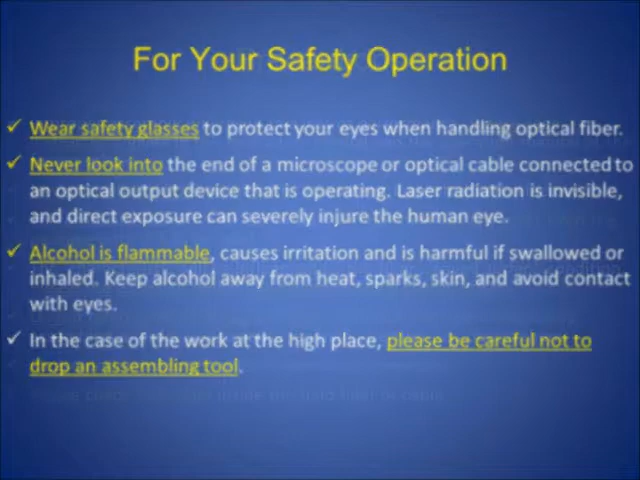 For Your Safety Operation
✓ Wear safety glasses to protect your eyes when handling optical fiber.
✓ Never look into the end of a microscope or optical cable connected to
an optical output device that is operating. Laser radiation is invisible,
and direct exposure can severely injure the human eye.
✓ Alcohol is flammable, causes irritation and is harmful if swallowed or
inhaled. Keep alcohol away from heat, sparks, skin, and avoid contact
with eyes.
✓ In the case of the work at the high place, please be careful not to
drop an assembling tool.